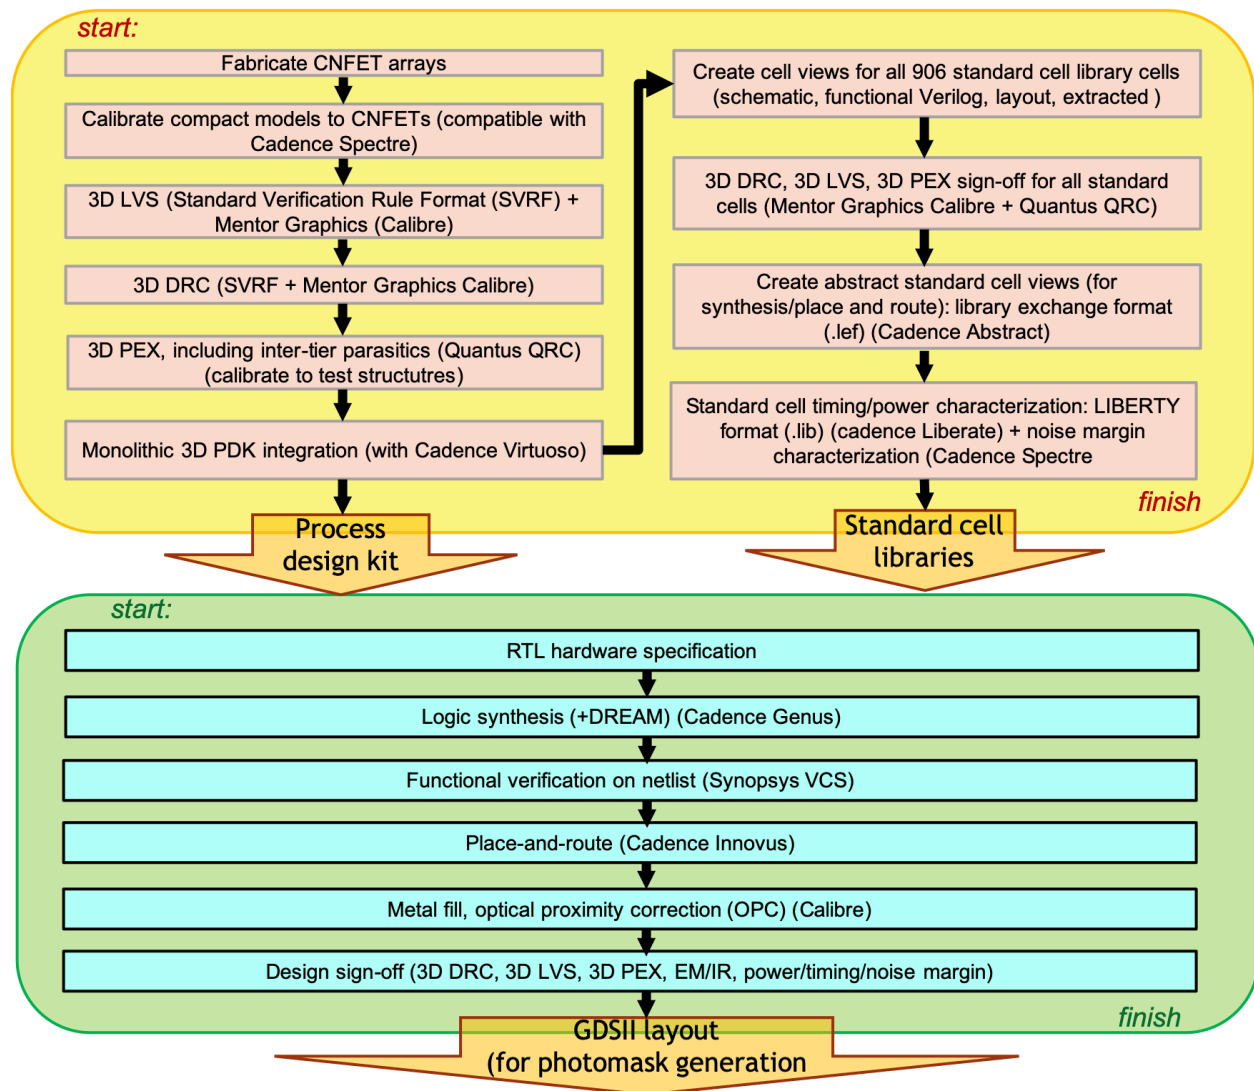 start:
Fabricate CNFET arrays
Calibrate compact models to CNFETs (compatible with
Cadence Spectre)
3D LVS (Standard Verification Rule Format (SVRF) +
Mentor Graphics (Calibre)
3D DRC (SVRF + Mentor Graphics Calibre)
3D PEX, including inter-tier parasitics (Quantus QRC)
(calibrate to test structutres)
Monolithic 3D PDK integration (with Cadence Virtuoso)
Create cell views for all 906 standard cell library cells
(schematic, functional Verilog, layout, extracted )
3D DRC, 3D LVS, 3D PEX sign-off for all standard
cells (Mentor Graphics Calibre + Quantus QRC)
Create abstract standard cell views (for
synthesis/place and route): library exchange format
(.lef) (Cadence Abstract)
Standard cell timing/power characterization: LIBERTY
format (.lib) (cadence Liberate) + noise margin
characterization (Cadence Spectre
finish
Process
design kit
Standard cell
libraries
start:
RTL hardware specification
Logic synthesis (+DREAM) (Cadence Genus)
Functional verification on netlist (Synopsys VCS)
Place-and-route (Cadence Innovus)
Metal fill, optical proximity correction (OPC) (Calibre)
Design sign-off (3D DRC, 3D LVS, 3D PEX, EM/IR, power/timing/noise margin)
finish
GDSII layout
(for photomask generation